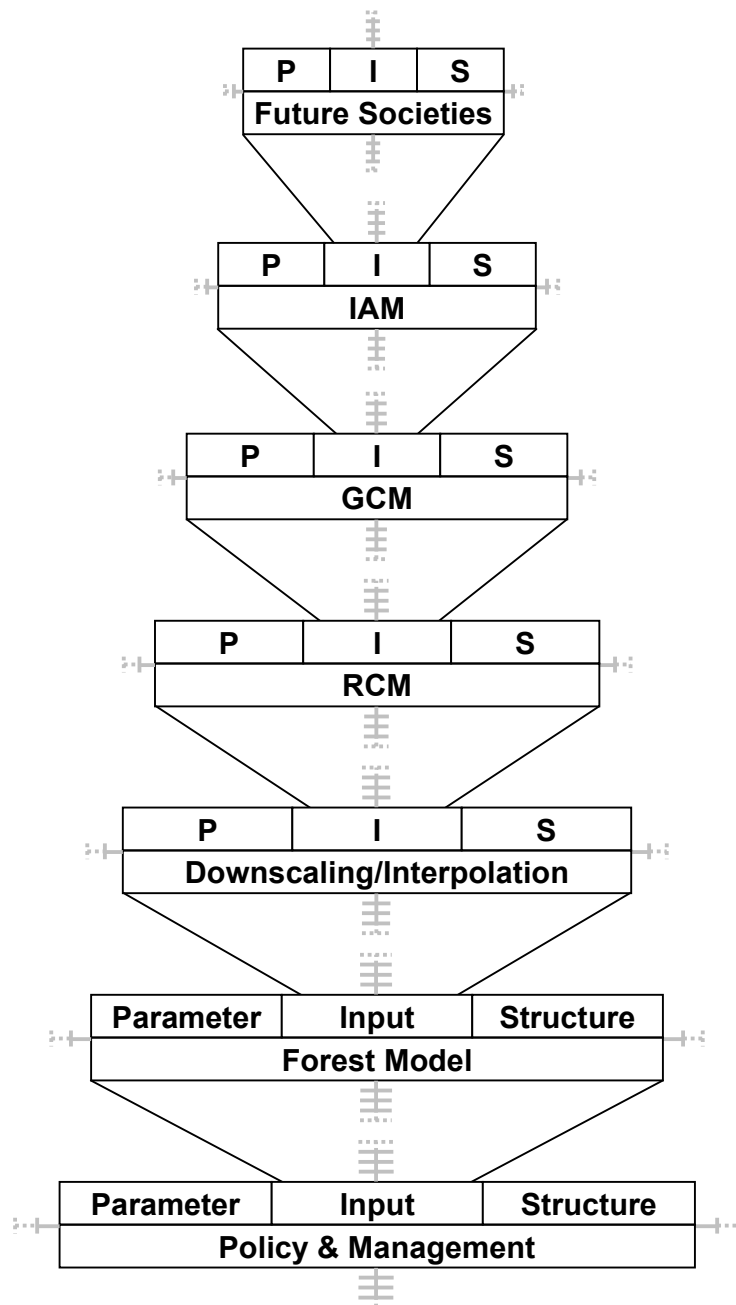 P I S
Future Societies
P I S
IAM
P I S
GCM
P I S
RCM
P I S
Downscaling/Interpolation
Parameter Input Structure
Forest Model
Parameter Input Structure
Policy & Management